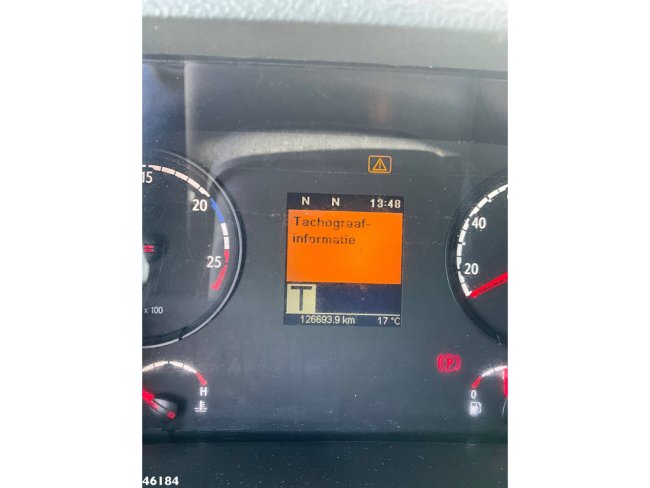 15
20
25
x 100
N N 13:48
Tachograaf-
informatie
T
126693.9 km 17 °C
40
20
P
H
0
46184